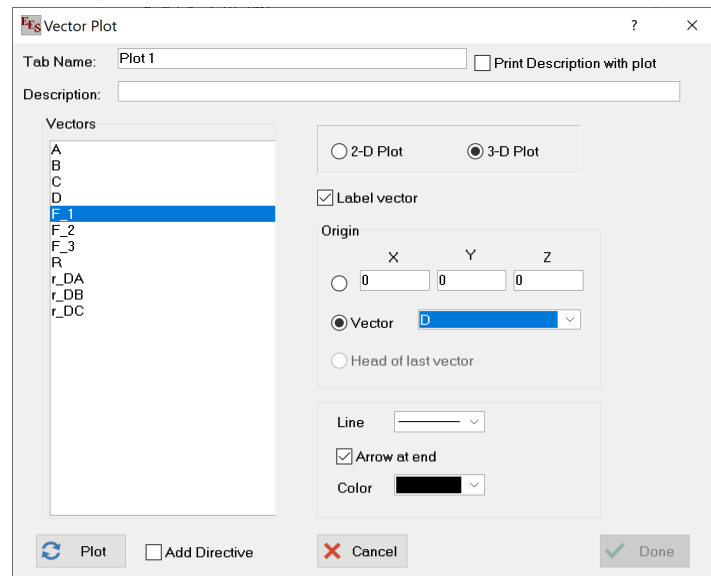 EES Vector Plot ?
Tab Name: Plot 1 Print Description with plot
Description:
Vectors
A
B
C
D
F_1
F_2
F_3
R
r_DA
r_DB
r_DC
2-D Plot 3-D Plot
Label vector
Origin
X Y Z
0 0 0
Vector D
Head of last vector
Line
Arrow at end
Color
Plot Add Directive Cancel Done